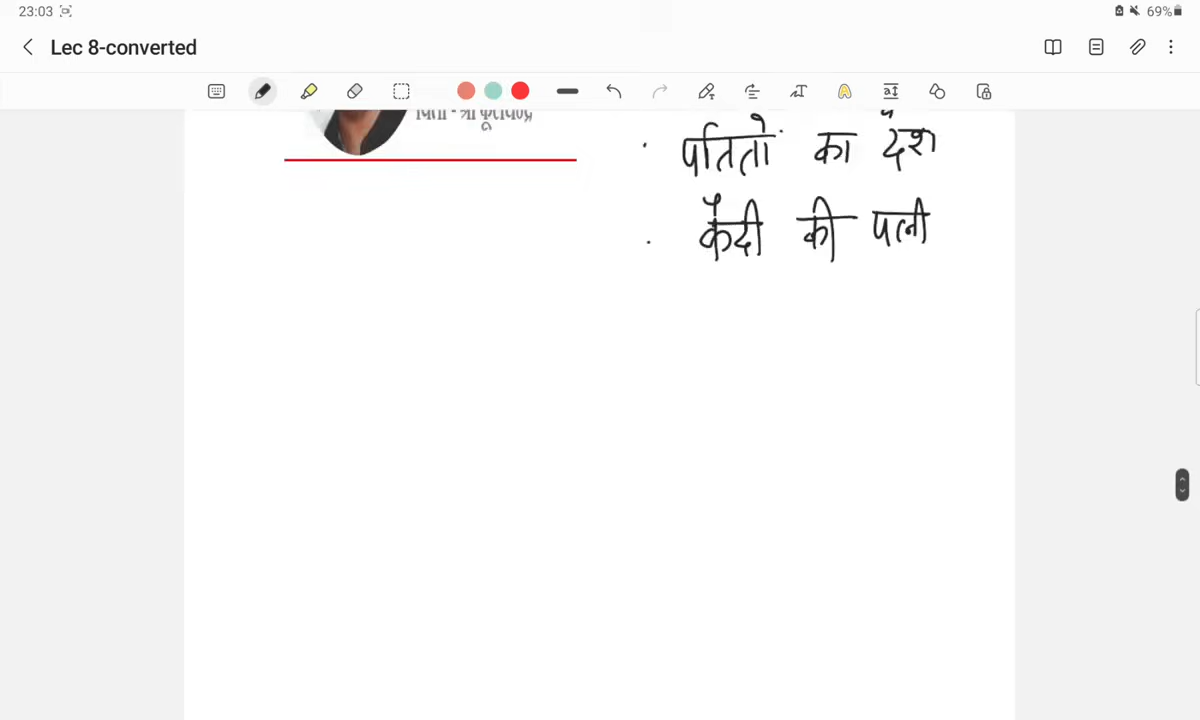 23:03 69%
Lec 8-converted
पतितों का देश
कैदी की पत्नी